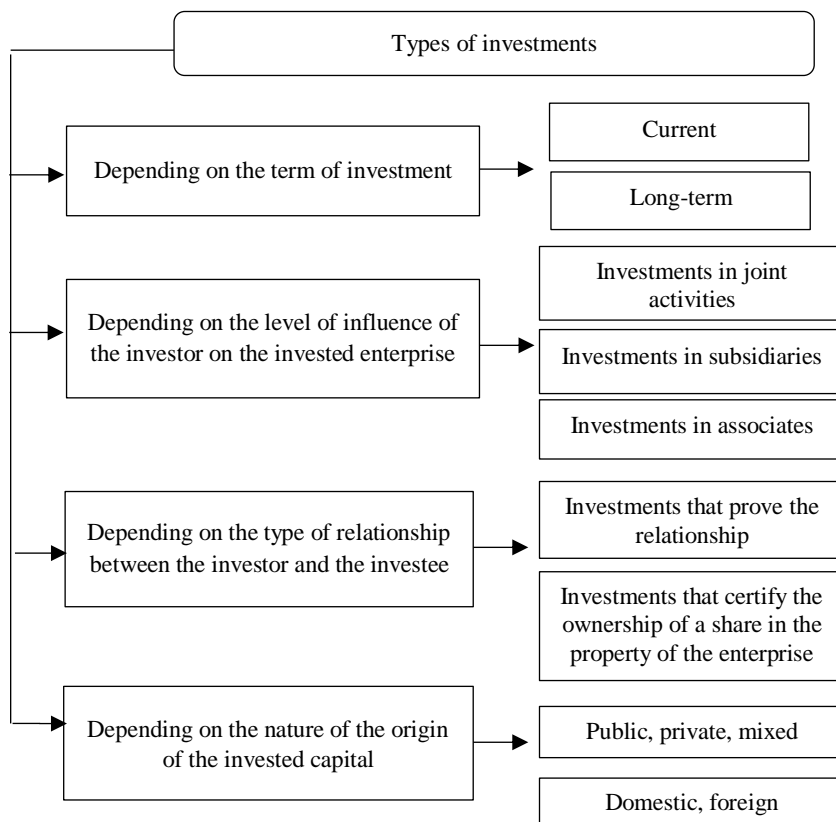 Types of investments
Depending on the term of investment
Current
Long-term
Depending on the level of influence of
the investor on the invested enterprise
Investments in joint
activities
Investments in subsidiaries
Investments in associates
Depending on the type of relationship
between the investor and the investee
Investments that prove the
relationship
Investments that certify the
ownership of a share in the
property of the enterprise
Depending on the nature of the origin
of the invested capital
Public, private, mixed
Domestic, foreign